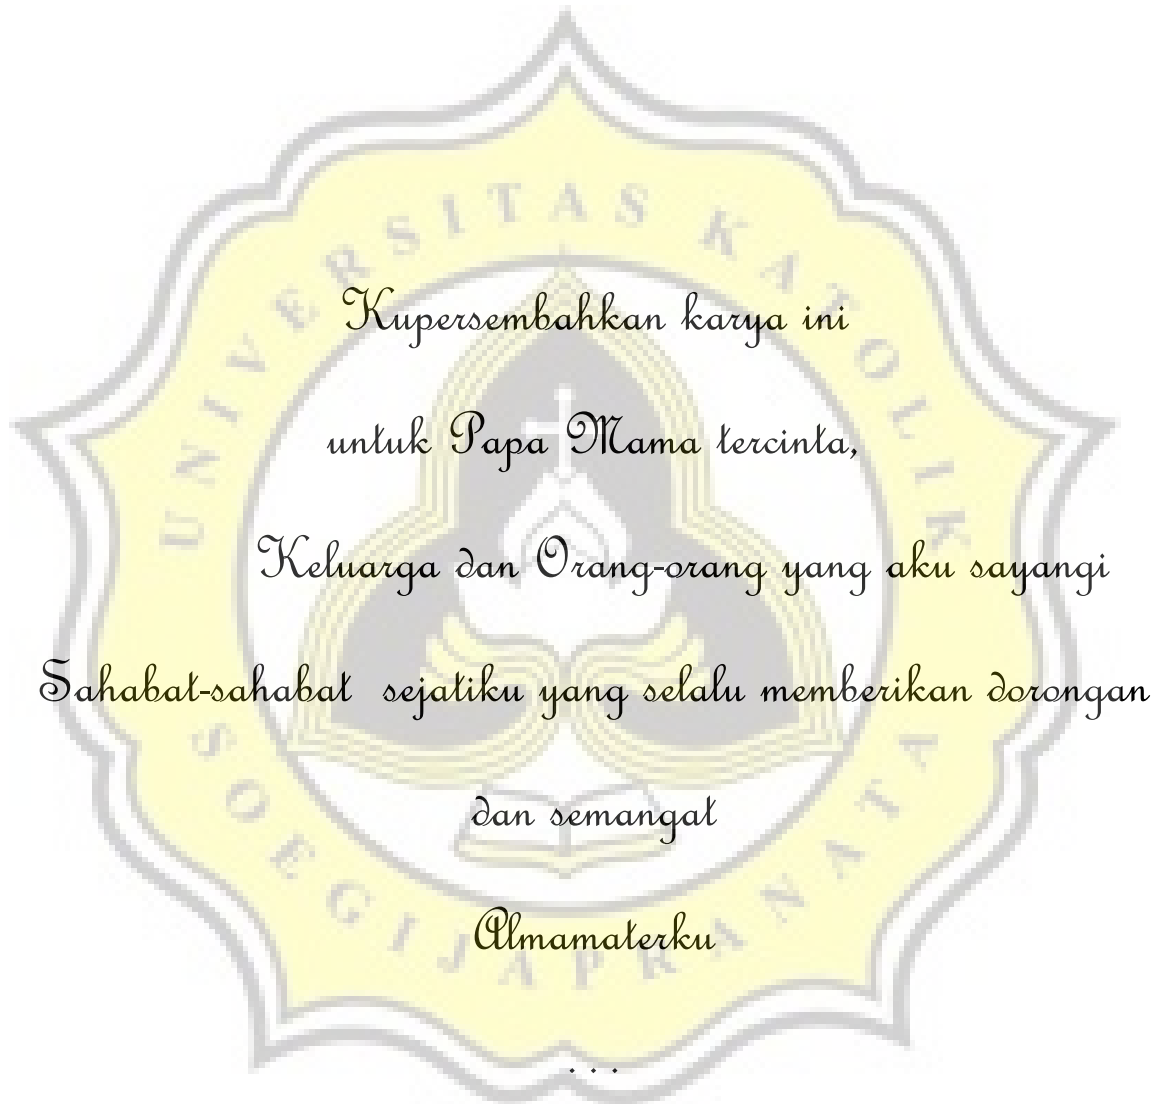 UNIVERSITAS KATOLIK
Kupersembahkan karya ini
untuk Papa Mama tercinta,
Keluarga dan Orang-orang yang aku sayangi
Sahabat-sahabat sejatiku yang selalu memberikan dorongan
dan semangat
Almamaterku
SOEGIJAPRANATA
. . .